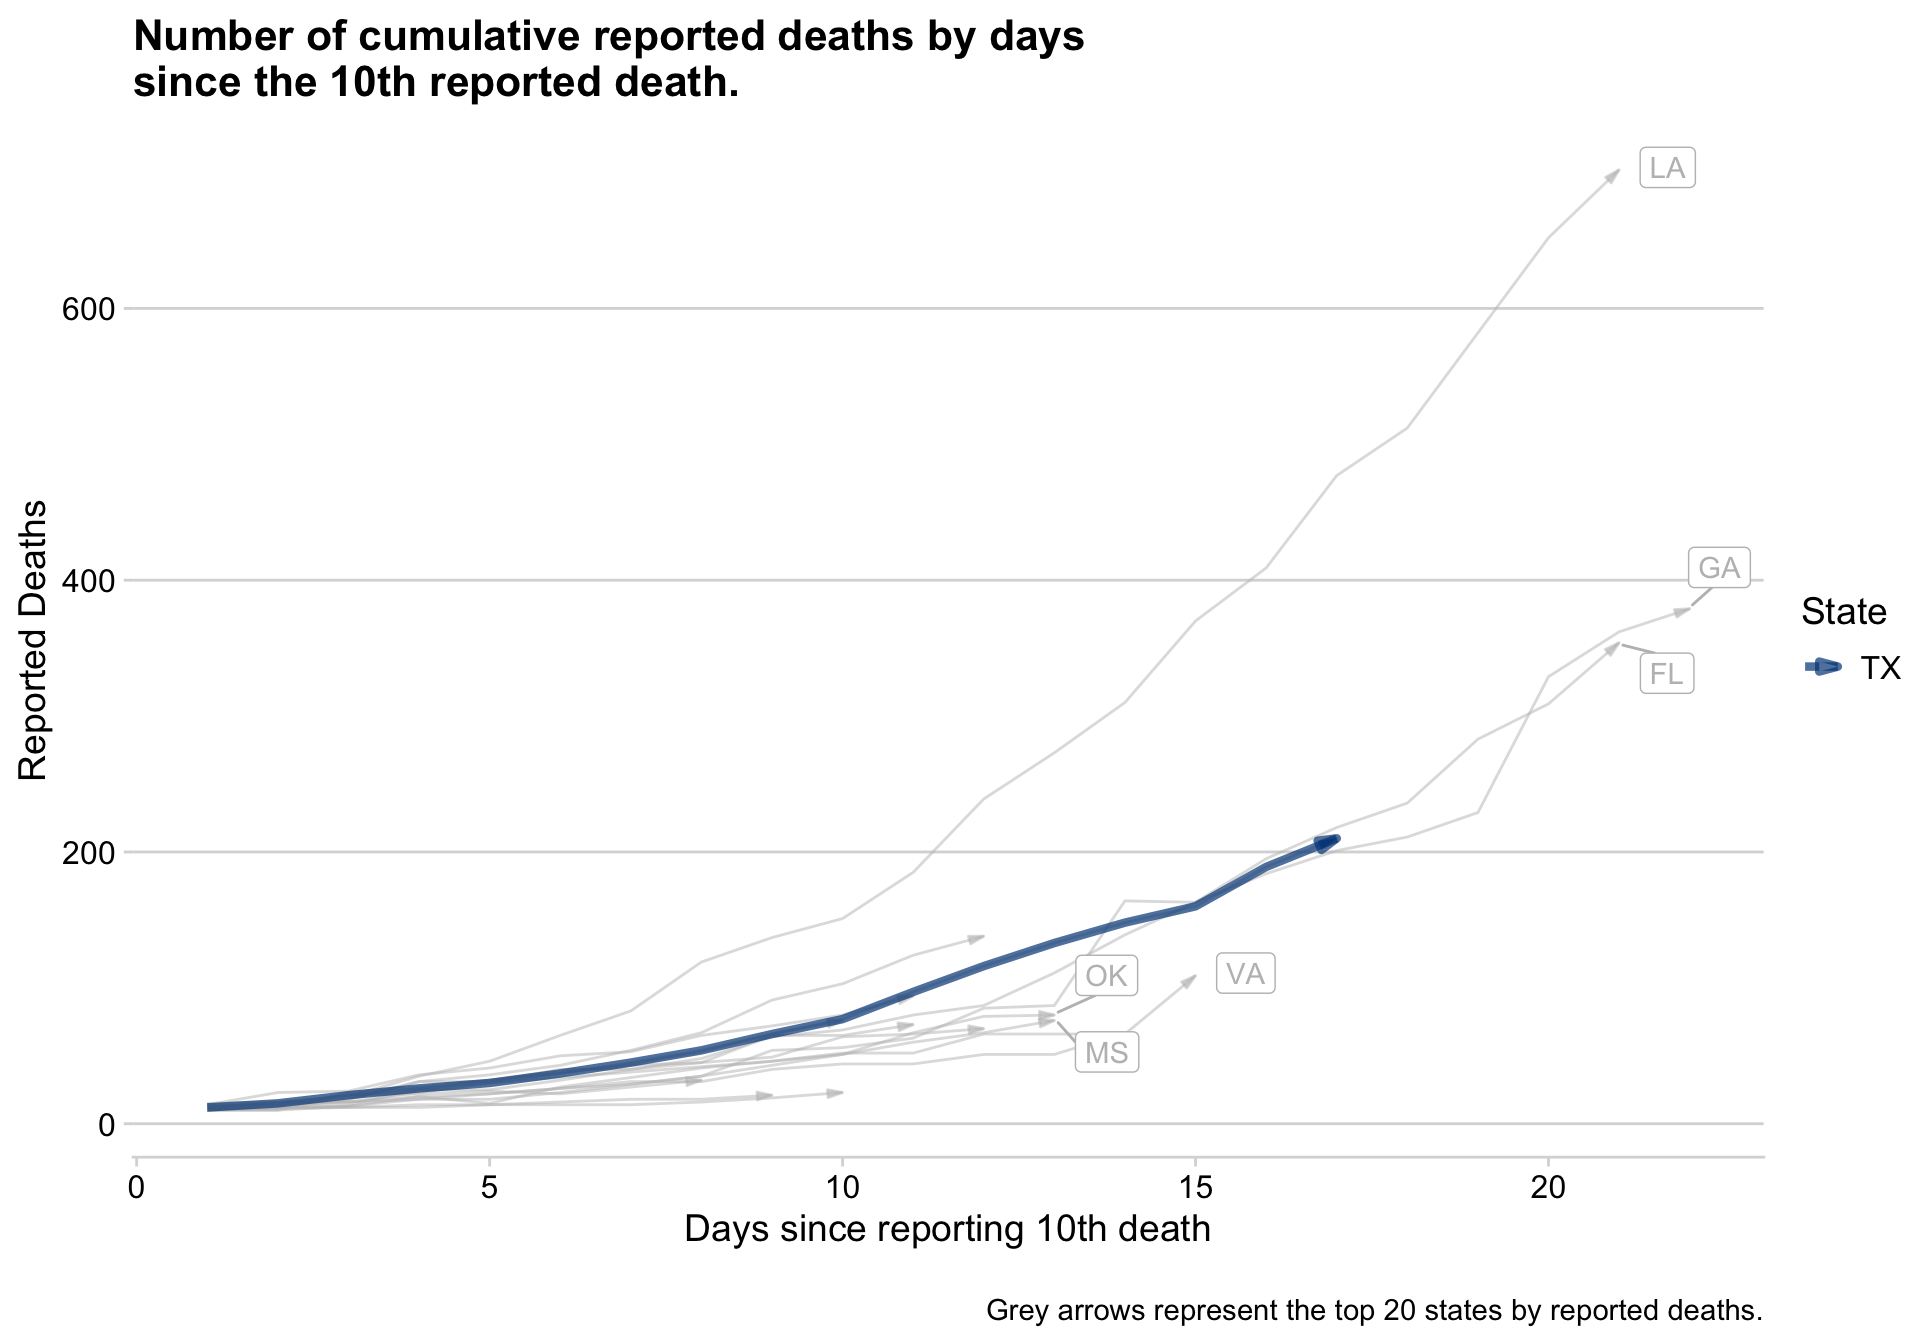 Number of cumulative reported deaths by days
since the 10th reported death.
LA
600
GA
400
State
FL
TX
Reported Deaths
200
OK
VA
MS
0
0 5 10 15 20
Days since reporting 10th death
Grey arrows represent the top 20 states by reported deaths.